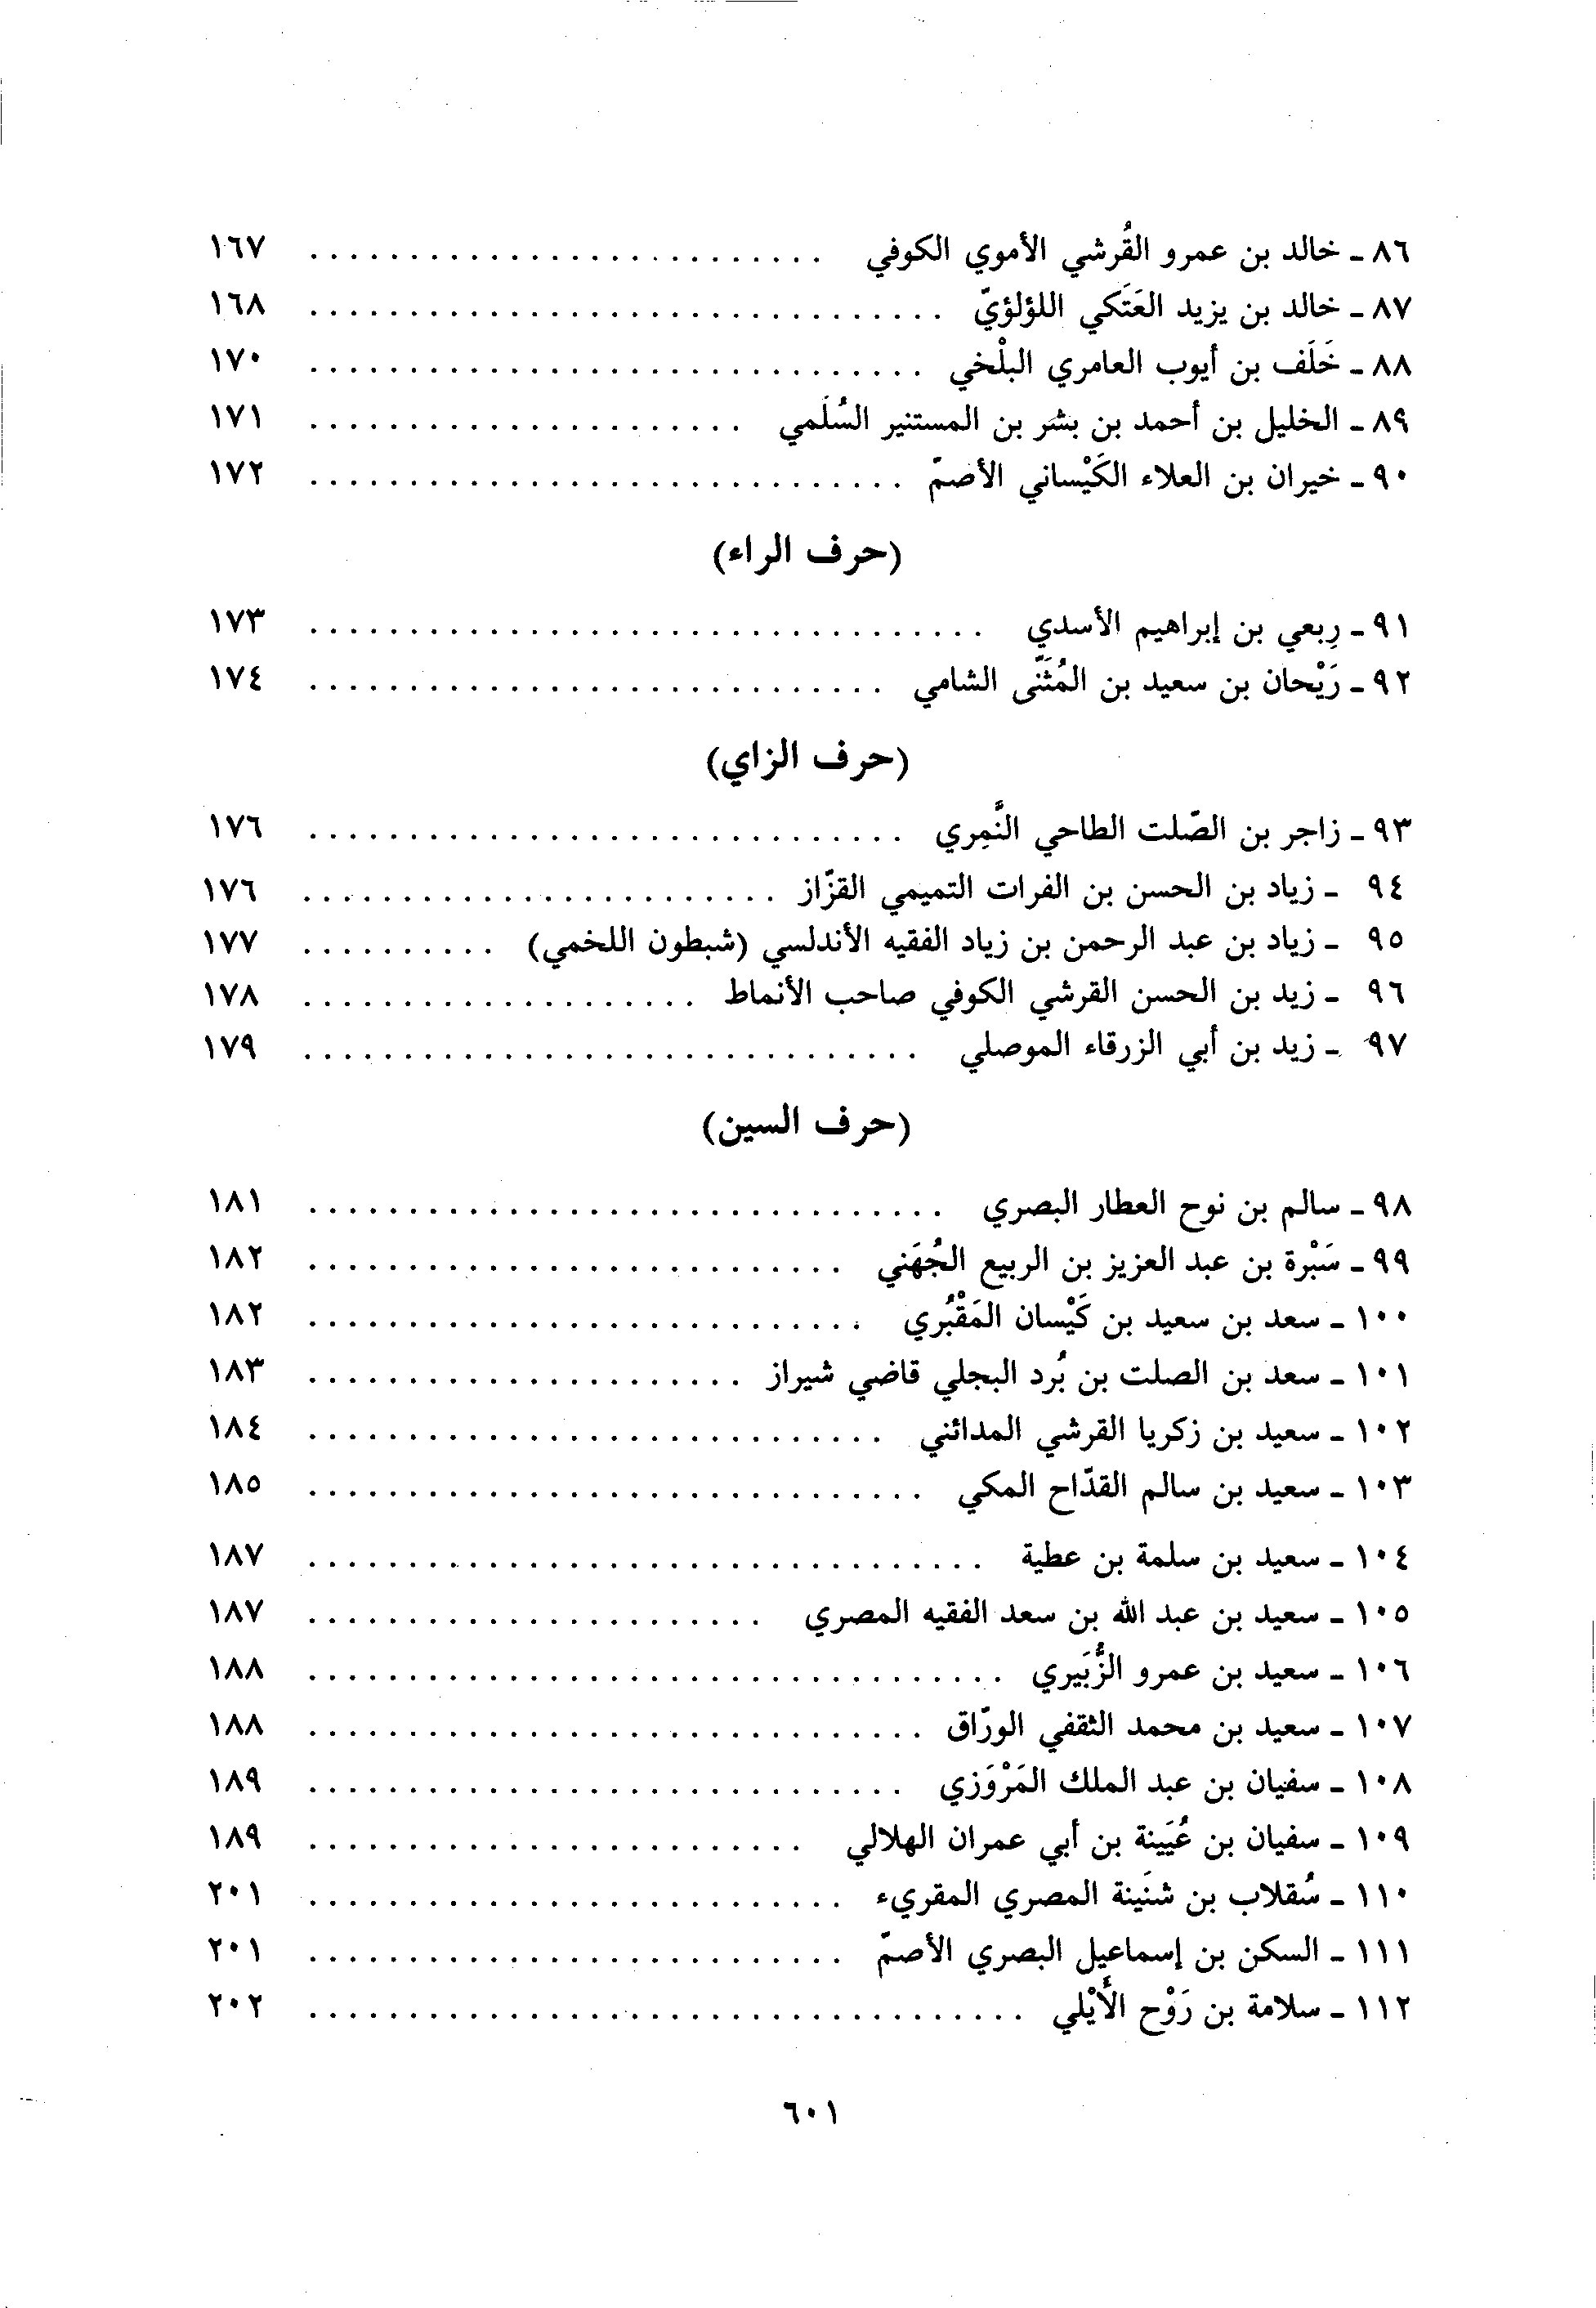 ٨٦ - خالد بن عمرو القُرشي الأموي الكوفي ........................... ١٦٧
٨٧ - خالد بن يزيد العَتَكي اللؤلؤيّ ................................ ١٦٨
٨٨ - خَلَف بن أيوب العامري البلْخي ............................... ١٧٠
٨٩ - الخليل بن أحمد بن بشر بن المستنير السُلَمي ...................... ١٧١
٩٠ - خيران بن العلاء الكَيْساني الأصمّ .............................. ١٧٢
(حرف الراء)
٩١ - رِبعي بن إبراهيم الأسدي .................................. ١٧٣
٩٢ - رَيْحان بن سعيد بن المُثَنَّى الشامي ............................. ١٧٤
(حرف الزاي)
٩٣ - زاجر بن الصّلت الطاحي النَّمِري .............................. ١٧٦
٩٤ - زياد بن الحسن بن الفرات التميمي القزّاز ........................ ١٧٦
٩٥ - زياد بن عبد الرحمن بن زياد الفقيه الأندلسي (شبطون اللخمي) .......... ١٧٧
٩٦ - زيد بن الحسن القرشي الكوفي صاحب الأنماط .................... ١٧٨
٩٧ - زيد بن أبي الزرقاء الموصلي ............................... ١٧٩
(حرف السين)
٩٨ - سالم بن نوح العطار البصري ................................ ١٨١
٩٩ - سَبْرة بن عبد العزيز بن الربيع الجُهَني ........................... ١٨٢
١٠٠ - سعد بن سعيد بن كَيْسان المَقْبُري ............................ ١٨٢
١٠١ - سعد بن الصلت بن بُرد البجلي قاضي شيراز ...................... ١٨٣
١٠٢ - سعيد بن زكريا القرشي المدائني ............................. ١٨٤
١٠٣ - سعيد بن سالم القدّاح المكي ............................... ١٨٥
١٠٤ - سعيد بن سلمة بن عطية .................................. ١٨٧
١٠٥ - سعيد بن عبد الله بن سعد الفقيه المصري ....................... ١٨٧
١٠٦ - سعيد بن عمرو الزُّبَيري ................................... ١٨٨
١٠٧ - سعيد بن محمد الثقفي الورّاق ............................... ١٨٨
١٠٨ - سفيان بن عبد الملك المَرْوَزي .............................. ١٨٩
١٠٩ - سفيان بن عُيَينة بن أبي عمران الهلالي ......................... ١٨٩
١١٠ - سُقلاب بن شنَينة المصري المقريء ........................... ٢٠١
١١١ - السكن بن إسماعيل البصري الأصمّ ........................... ٢٠١
١١٢ - سلامة بن رَوْح الأَيْلي .................................... ٢٠٢
٦٠١